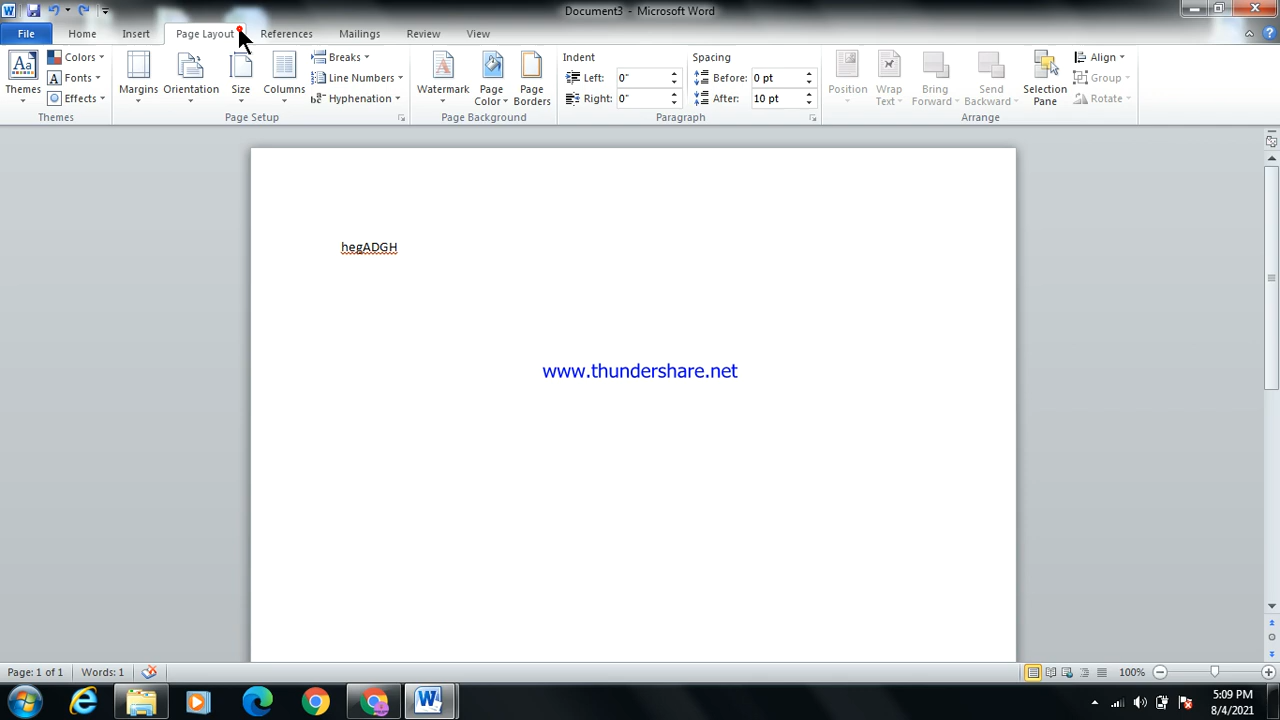 Document3 - Microsoft Word
File Home Insert Page Layout References Mailings Review View
Themes Colors Fonts Effects
Margins Orientation Size Columns Breaks Line Numbers Hyphenation
Watermark Page Color Page Borders
Indent Left: 0" Right: 0"
Spacing Before: 0 pt After: 10 pt
Position Wrap Text Bring Forward Send Backward Selection Pane Align Group Rotate
Themes Page Setup Page Background Paragraph Arrange
hegADGH
www.thundershare.net
Page: 1 of 1 Words: 1 100%
5:09 PM
8/4/2021